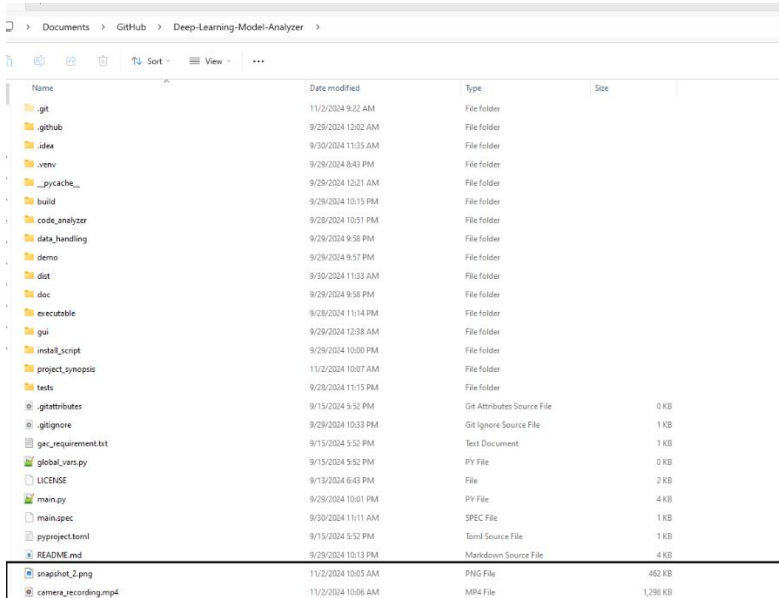 Documents > GitHub > Deep-Learning-Model-Analyzer >
Sort View ...
Name Date modified Type Size
.git 11/2/2024 9:22 AM File folder
.github 9/29/2024 12:02 AM File folder
.idea 9/30/2024 11:35 AM File folder
.venv 9/29/2024 8:43 PM File folder
__pycache__ 9/29/2024 12:21 AM File folder
build 9/29/2024 10:15 PM File folder
code_analyzer 9/28/2024 10:51 PM File folder
data_handling 9/29/2024 9:58 PM File folder
demo 9/29/2024 9:57 PM File folder
dist 9/30/2024 11:33 AM File folder
doc 9/29/2024 9:58 PM File folder
executable 9/28/2024 11:14 PM File folder
gui 9/29/2024 12:38 AM File folder
install_script 9/29/2024 10:00 PM File folder
project_synopsis 11/2/2024 10:07 AM File folder
tests 9/28/2024 11:15 PM File folder
.gitattributes 9/15/2024 5:52 PM Git Attributes Source File 0 KB
.gitignore 9/29/2024 10:33 PM Git Ignore Source File 1 KB
gac_requirement.txt 9/15/2024 5:52 PM Text Document 1 KB
global_vars.py 9/15/2024 5:52 PM PY File 0 KB
LICENSE 9/13/2024 6:43 PM File 2 KB
main.py 9/29/2024 10:01 PM PY File 4 KB
main.spec 9/30/2024 11:11 AM SPEC File 1 KB
pyproject.toml 9/15/2024 5:52 PM Toml Source File 1 KB
README.md 9/29/2024 10:13 PM Markdown Source File 4 KB
snapshot_2.png 11/2/2024 10:05 AM PNG File 462 KB
camera_recording.mp4 11/2/2024 10:06 AM MP4 File 1,298 KB